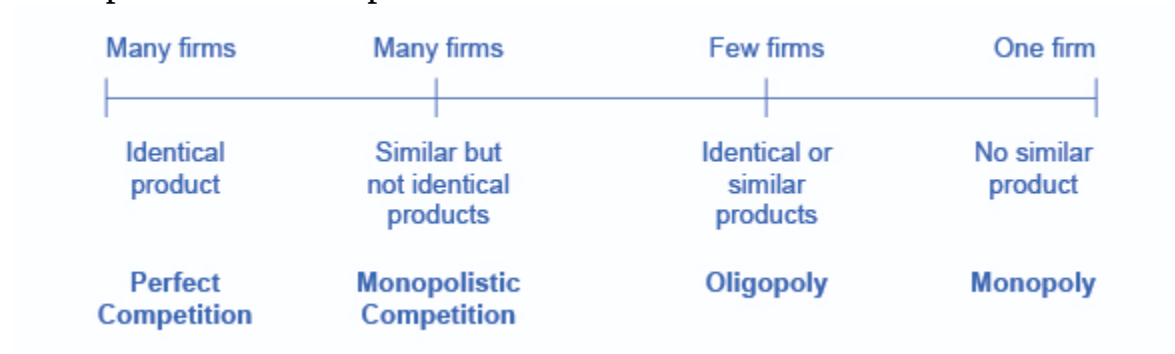 Many firms Many firms Few firms One firm
Identical Similar but Identical or No similar
product not identical similar product
products products
Perfect Monopolistic Oligopoly Monopoly
Competition Competition